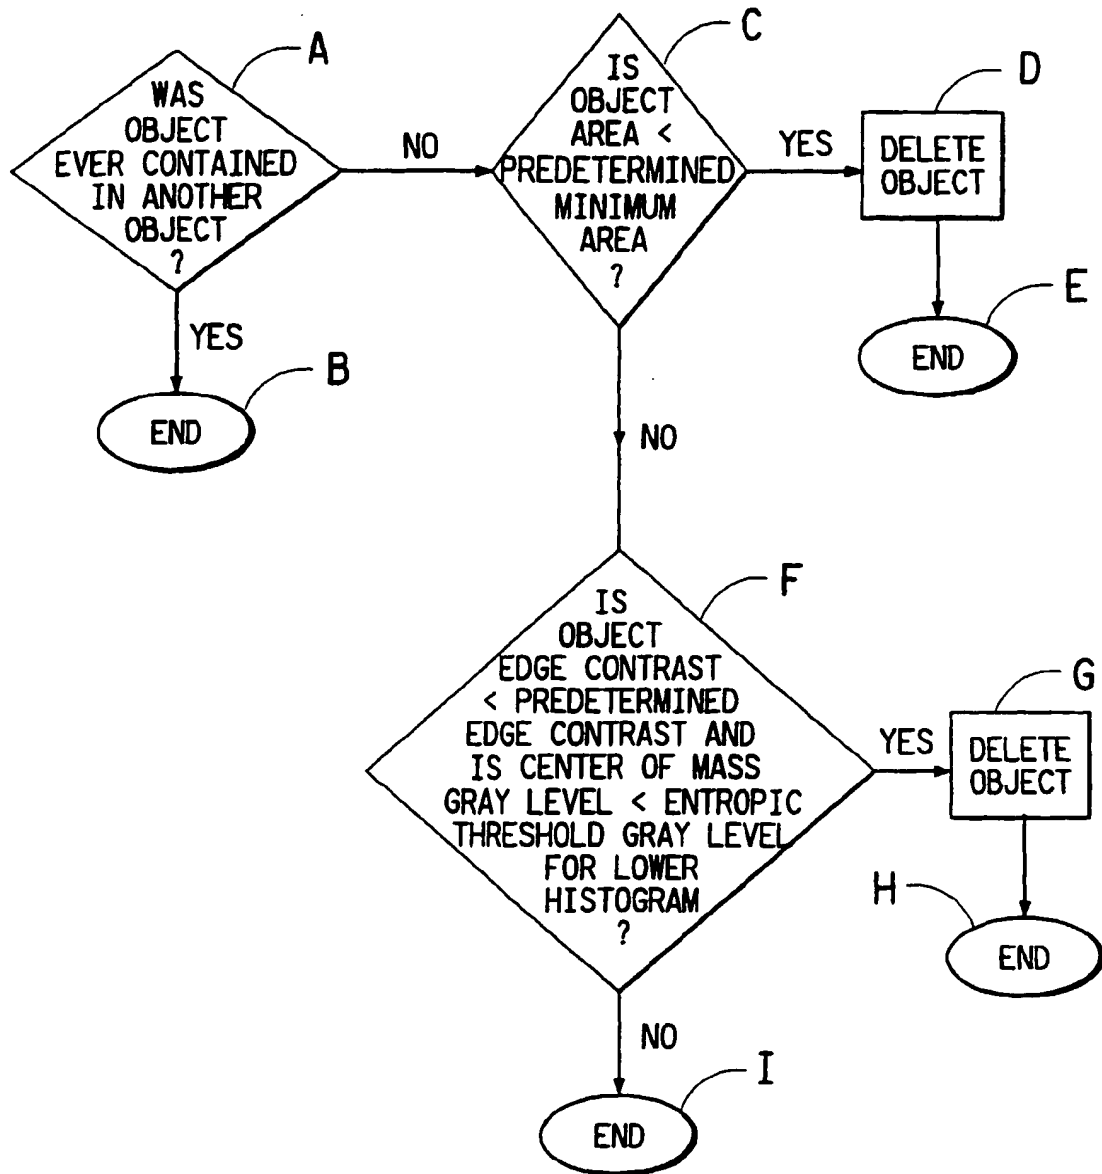 A
WAS
OBJECT
EVER CONTAINED
IN ANOTHER
OBJECT
?
NO
YES
B
END
C
IS
OBJECT
AREA <
PREDETERMINED
MINIMUM
AREA
?
YES
D
DELETE
OBJECT
E
END
NO
F
IS
OBJECT
EDGE CONTRAST
< PREDETERMINED
EDGE CONTRAST AND
IS CENTER OF MASS
GRAY LEVEL < ENTROPIC
THRESHOLD GRAY LEVEL
FOR LOWER
HISTOGRAM
?
YES
G
DELETE
OBJECT
H
END
NO
I
END